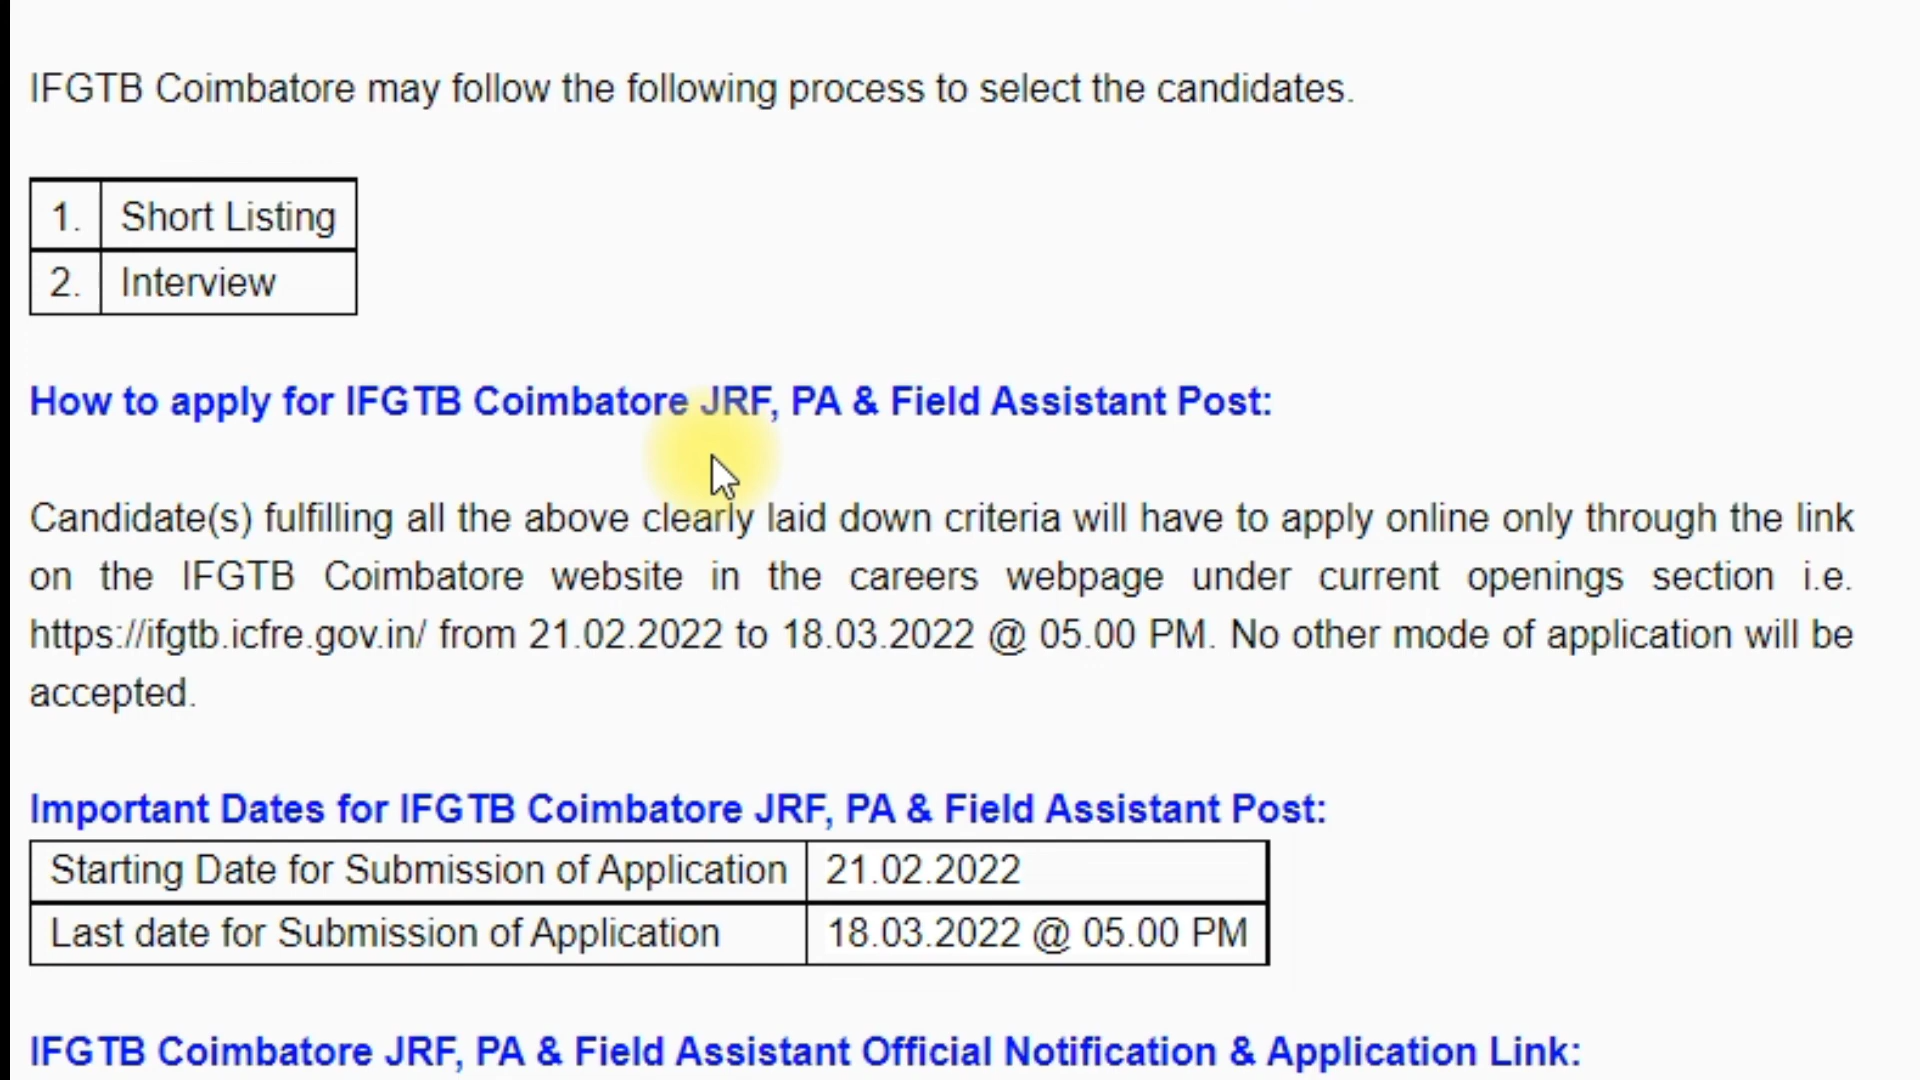 IFGTB Coimbatore may follow the following process to select the candidates.
1. Short Listing
2. Interview
How to apply for IFGTB Coimbatore JRF, PA & Field Assistant Post:
Candidate(s) fulfilling all the above clearly laid down criteria will have to apply online only through the link
on the IFGTB Coimbatore website in the careers webpage under current openings section i.e.
https://ifgtb.icfre.gov.in/ from 21.02.2022 to 18.03.2022 @ 05.00 PM. No other mode of application will be
accepted.
Important Dates for IFGTB Coimbatore JRF, PA & Field Assistant Post:
Starting Date for Submission of Application 21.02.2022
Last date for Submission of Application 18.03.2022 @ 05.00 PM
IFGTB Coimbatore JRF, PA & Field Assistant Official Notification & Application Link: